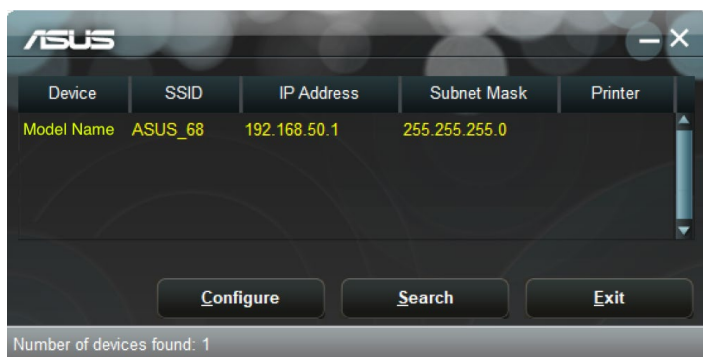 ASUS
Device SSID IP Address Subnet Mask Printer
Model Name ASUS_68 192.168.50.1 255.255.255.0
Configure Search Exit
Number of devices found: 1